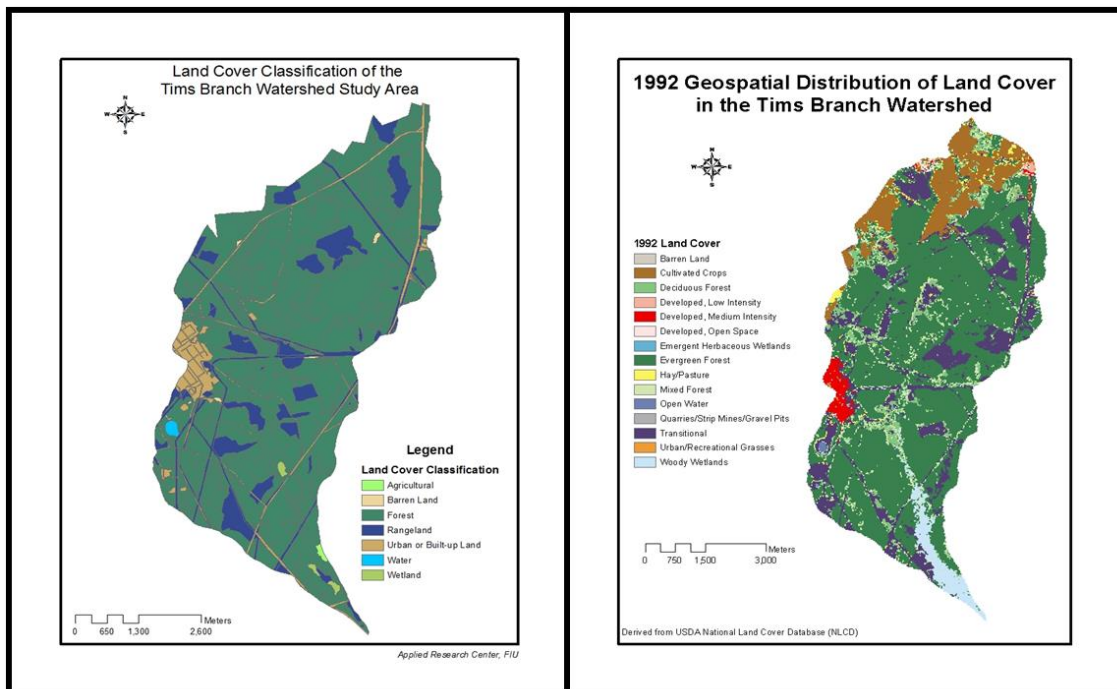 Land Cover Classification of the
Tims Branch Watershed Study Area
N
W E
S
Legend
Land Cover Classification
Agricultural
Barren Land
Forest
Rangeland
Urban or Built-up Land
Water
Wetland
Meters
0 650 1,300 2,600
Applied Research Center, FIU
1992 Geospatial Distribution of Land Cover
in the Tims Branch Watershed
N
W E
S
1992 Land Cover
Barren Land
Cultivated Crops
Deciduous Forest
Developed, Low Intensity
Developed, Medium Intensity
Developed, Open Space
Emergent Herbaceous Wetlands
Evergreen Forest
Hay/Pasture
Mixed Forest
Open Water
Quarries/Strip Mines/Gravel Pits
Transitional
Urban/Recreational Grasses
Woody Wetlands
Meters
0 750 1,500 3,000
Derived from USDA National Land Cover Database (NLCD)